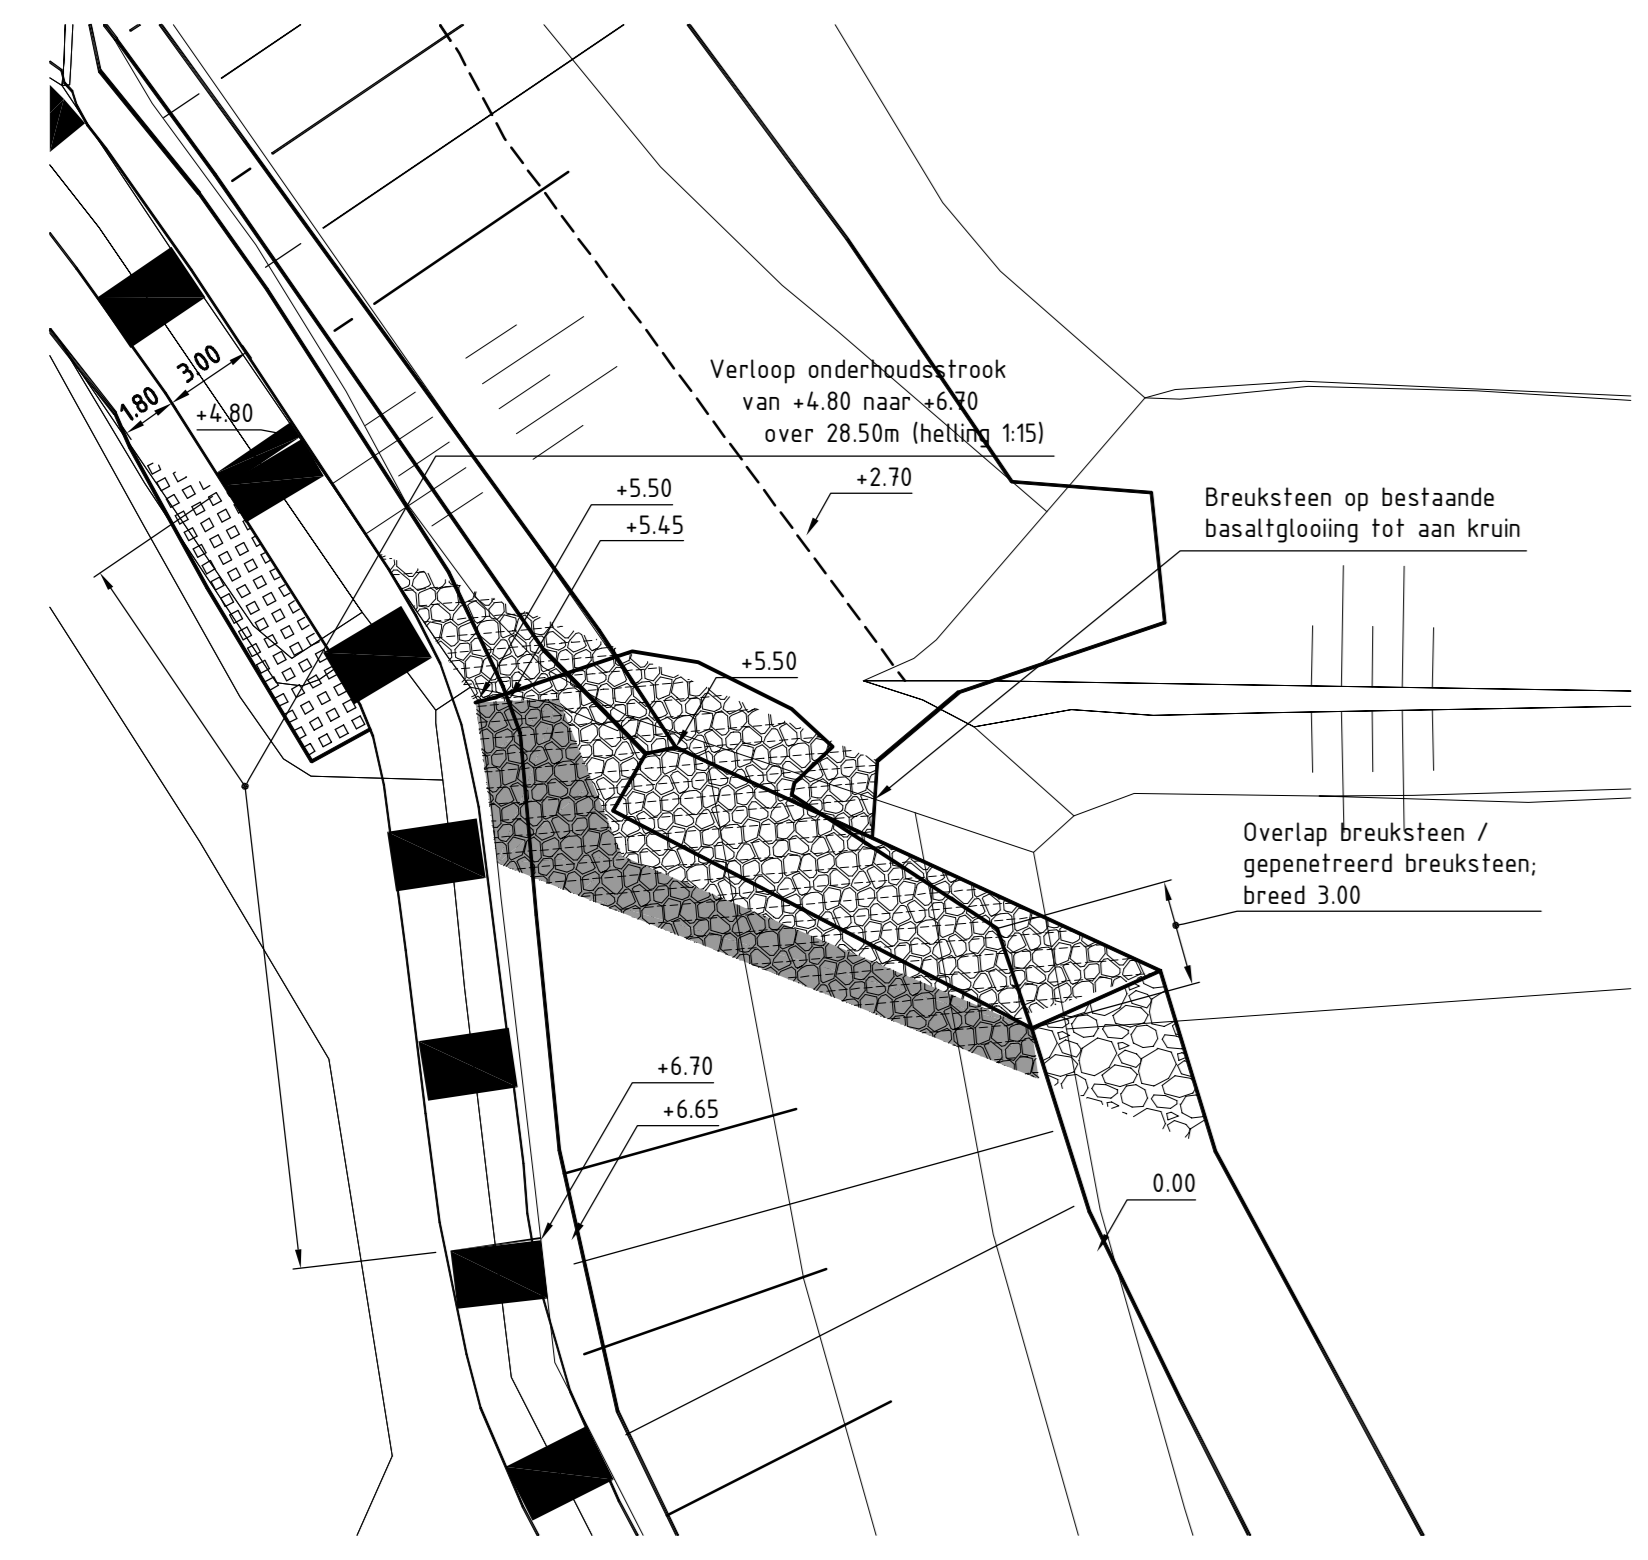 3.00
1.80
+4.80
Verloop onderhoudsstrook
van +4.80 naar +6.70
over 28.50m (helling 1:15)
+2.70
+5.50
+5.45
Breuksteen op bestaande
basaltglooiing tot aan kruin
+5.50
Overlap breuksteen /
gepenetreerd breuksteen;
breed 3.00
+6.70
+6.65
0.00